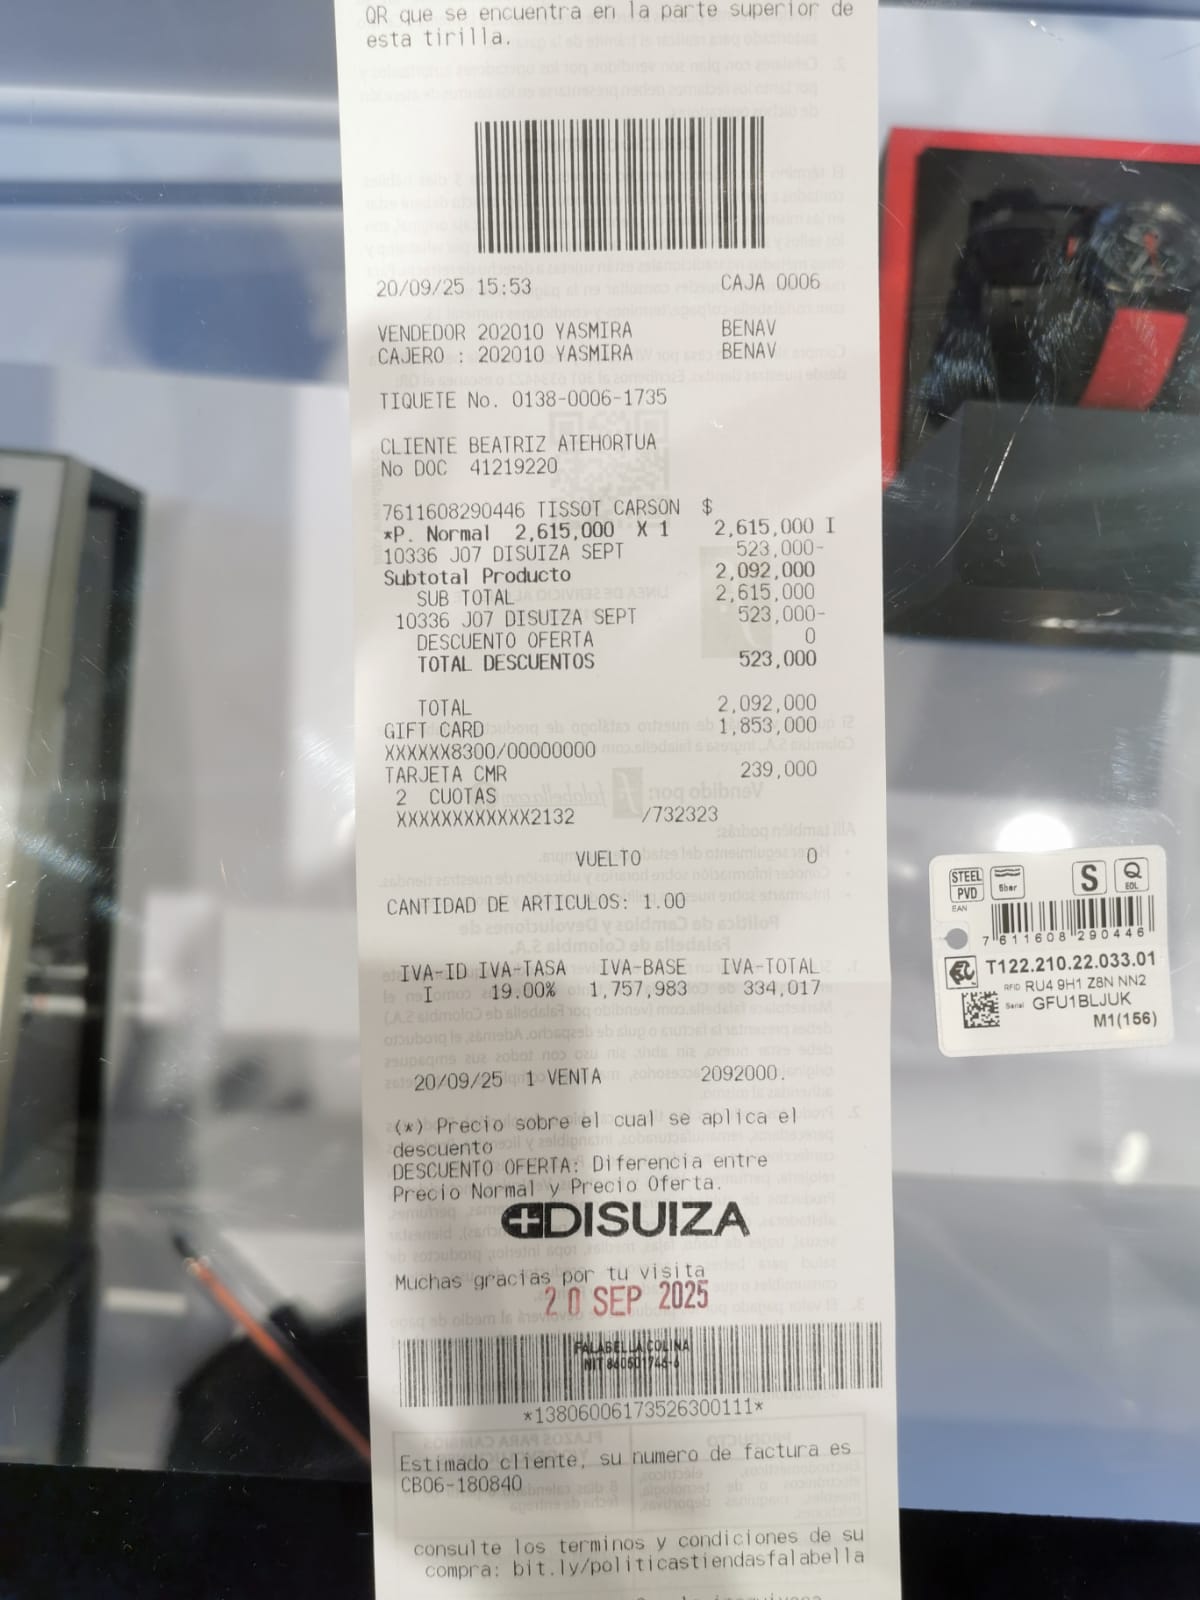 QR que se encuentra en la parte superior de
esta tirilla.
20/09/25 15:53 CAJA 0006
VENDEDOR 202010 YASMIRA BENAV
CAJERO : 202010 YASMIRA BENAV
TIQUETE No. 0138-0006-1735
CLIENTE BEATRIZ ATEHORTUA
No DOC 41219220
7611608290446 TISSOT CARSON $
*P. Normal 2,615,000 X 1 2,615,000 I
10336 J07 DISUIZA SEPT 523,000-
Subtotal Producto 2,092,000
SUB TOTAL 2,615,000
10336 J07 DISUIZA SEPT 523,000-
DESCUENTO OFERTA 0
TOTAL DESCUENTOS 523,000
TOTAL 2,092,000
GIFT CARD 1,853,000
XXXXXX8300/00000000
TARJETA CMR 239,000
2 CUOTAS
XXXXXXXXXXXX2132 /732323
VUELTO 0
CANTIDAD DE ARTICULOS: 1.00
IVA-ID IVA-TASA IVA-BASE IVA-TOTAL
I 19.00% 1,757,983 334,017
20/09/25 1 VENTA 2092000.
(*) Precio sobre el cual se aplica el
descuento
DESCUENTO OFERTA: Diferencia entre
Precio Normal y Precio Oferta.
DISUIZA
Muchas gracias por tu visita
20 SEP 2025
FALABELLA COLINA
NIT
*13806006173526300111*
Estimado cliente, su numero de factura es
CB06-180840
consulte los terminos y condiciones de su
compra: bit.ly/politicastiendasfalabella
STEEL
PVD
5bar
S
Q
EOL
EAN
7 611608 290446
T122.210.22.033.01
RFID RU4 9H1 Z8N NN2
Serial GFU1BLJUK
M1(156)